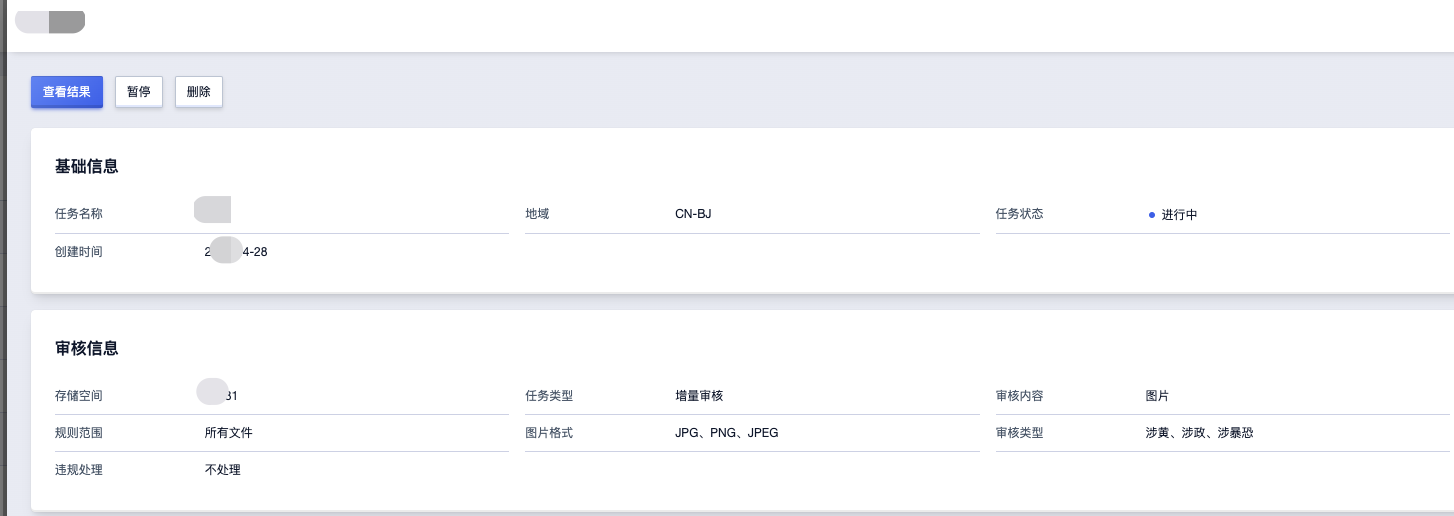 查看结果 暂停 删除
基础信息
任务名称 地域 CN-BJ 任务状态 进行中
创建时间 2 4-28
审核信息
存储空间 31 任务类型 增量审核 审核内容 图片
规则范围 所有文件 图片格式 JPG、PNG、JPEG 审核类型 涉黄、涉政、涉暴恐
违规处理 不处理